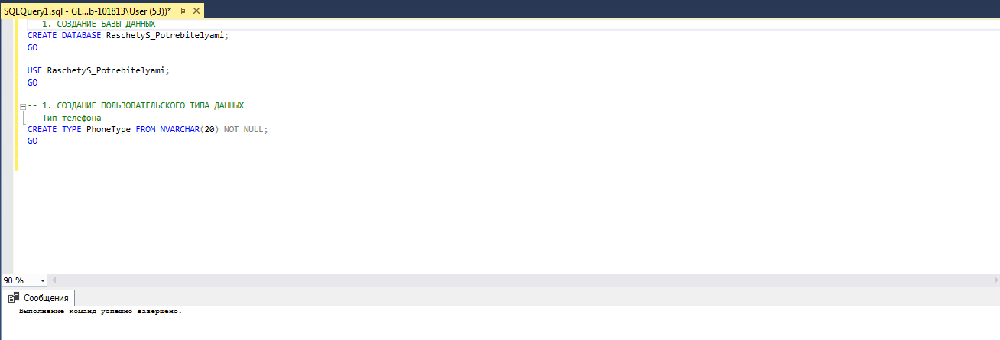 SQLQuery1.sql - GL...b-101813\User (53))*
-- 1. СОЗДАНИЕ БАЗЫ ДАННЫХ
CREATE DATABASE RaschetyS_Potrebitelyami;
GO
USE RaschetyS_Potrebitelyami;
GO
-- 1. СОЗДАНИЕ ПОЛЬЗОВАТЕЛЬСКОГО ТИПА ДАННЫХ
-- Тип телефона
CREATE TYPE PhoneType FROM NVARCHAR(20) NOT NULL;
GO
90 %
Сообщения
Выполнение команд успешно завершено.